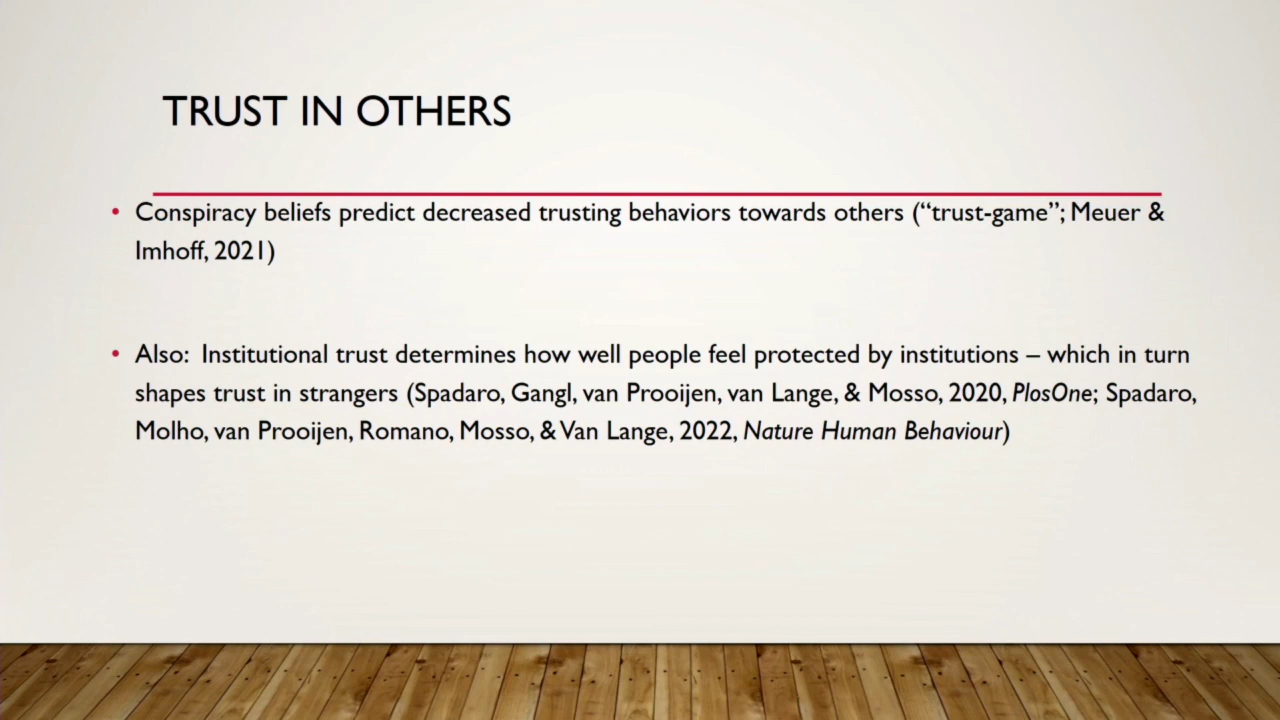 TRUST IN OTHERS
• Conspiracy beliefs predict decreased trusting behaviors towards others (“trust-game”; Meuer &
Imhoff, 2021)
• Also: Institutional trust determines how well people feel protected by institutions – which in turn
shapes trust in strangers (Spadaro, Gangl, van Prooijen, van Lange, & Mosso, 2020, PlosOne; Spadaro,
Molho, van Prooijen, Romano, Mosso, & Van Lange, 2022, Nature Human Behaviour)